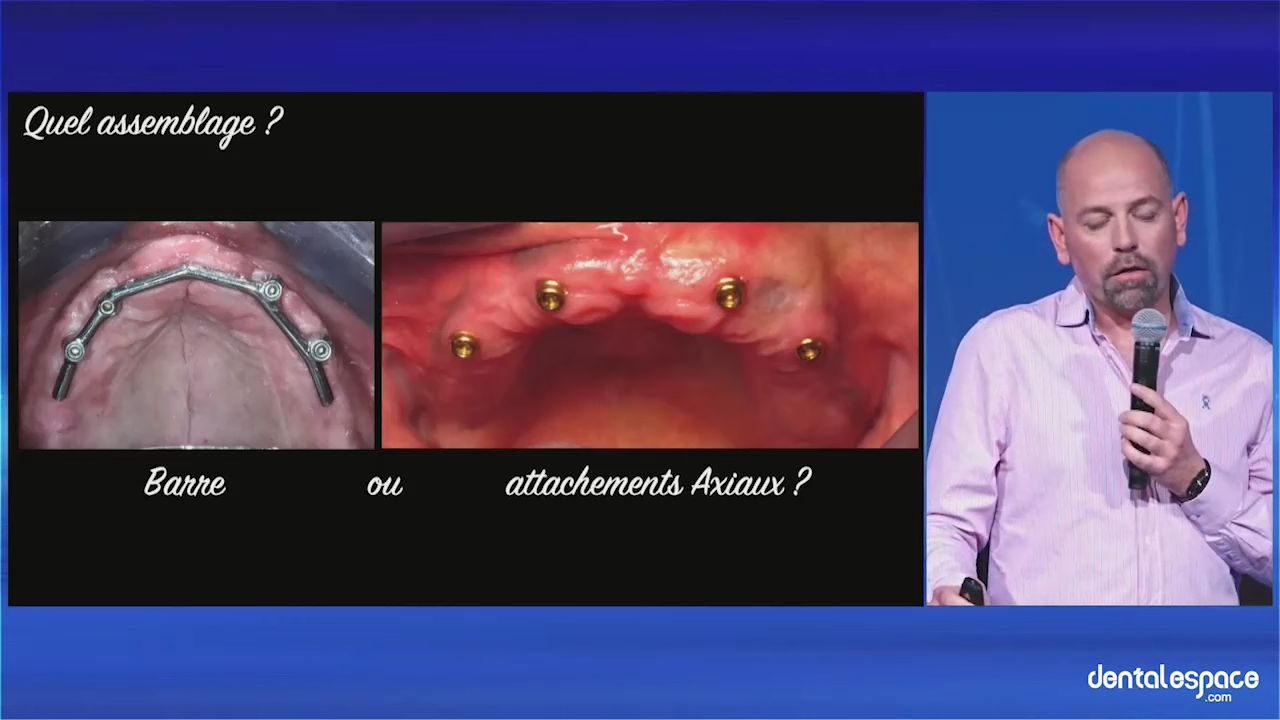 Quel assemblage ?
Barre ou attachements Axiaux ?
dentalespace
.com